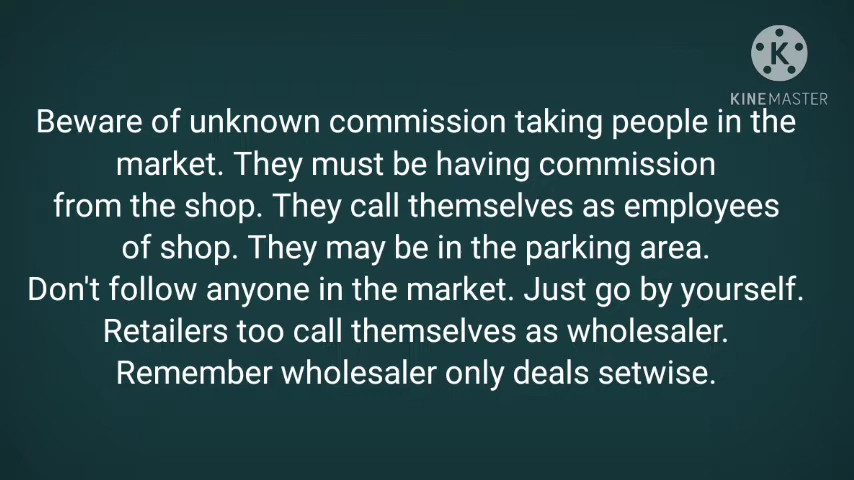 K
KINEMASTER
Beware of unknown commission taking people in the
market. They must be having commission
from the shop. They call themselves as employees
of shop. They may be in the parking area.
Don't follow anyone in the market. Just go by yourself.
Retailers too call themselves as wholesaler.
Remember wholesaler only deals setwise.